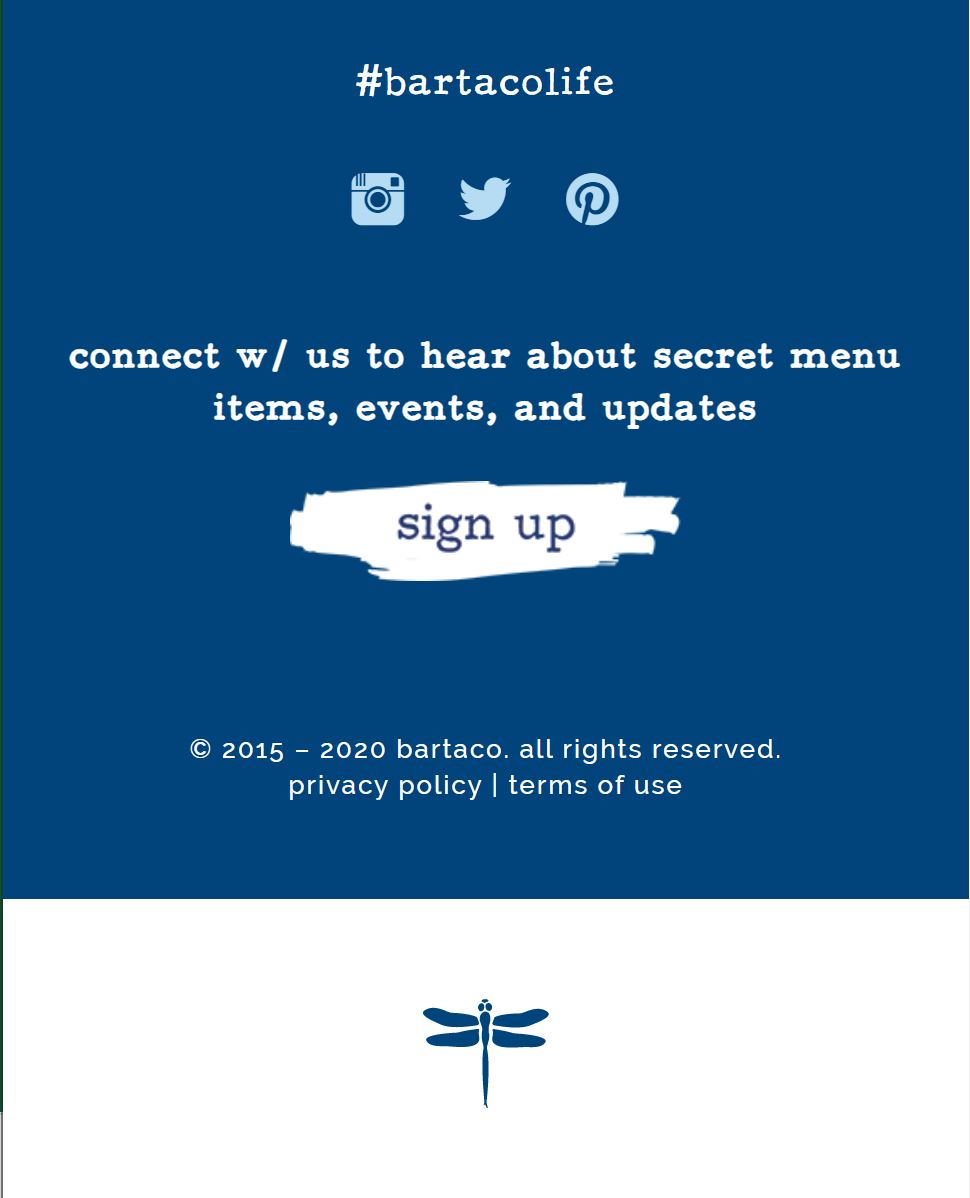 #bartacolife
connect w/ us to hear about secret menu
items, events, and updates
sign up
© 2015 – 2020 bartaco. all rights reserved.
privacy policy | terms of use